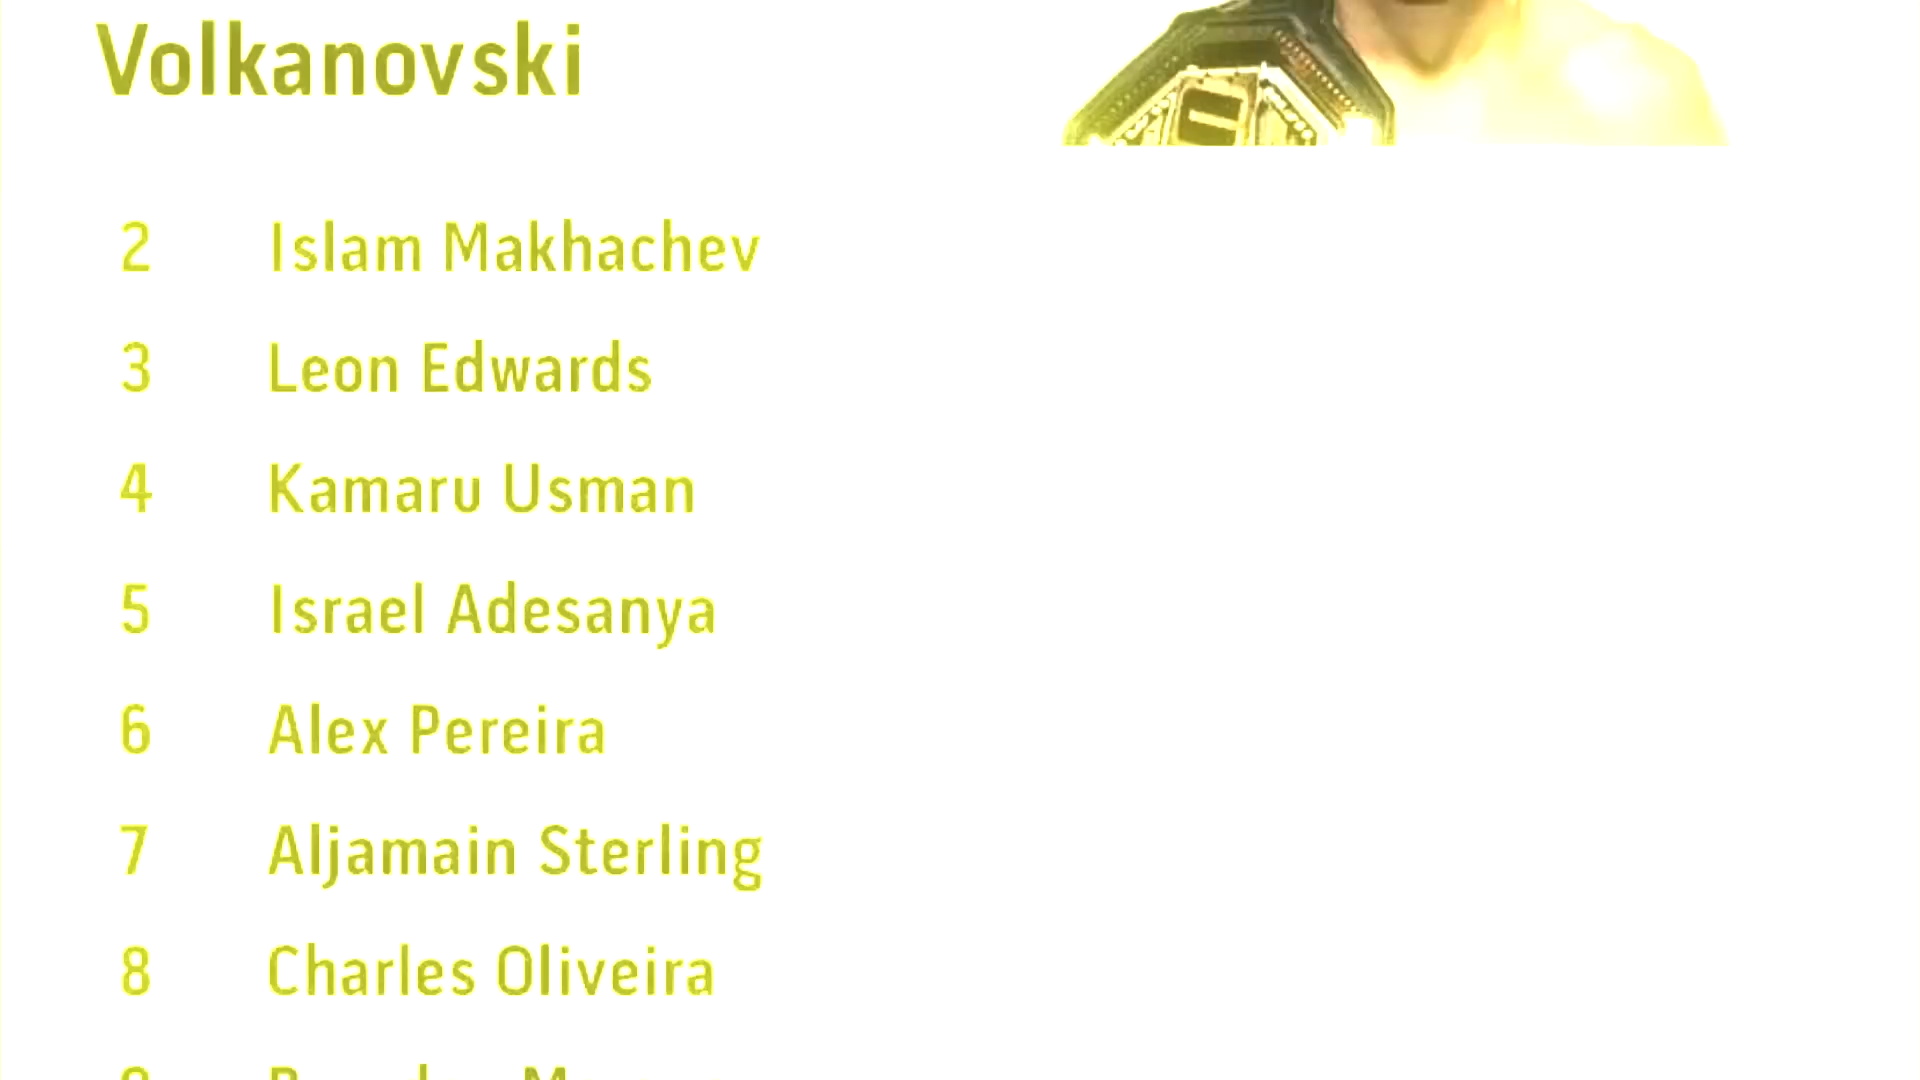 Volkanovski
2 Islam Makhachev
3 Leon Edwards
4 Kamaru Usman
5 Israel Adesanya
6 Alex Pereira
7 Aljamain Sterling
8 Charles Oliveira